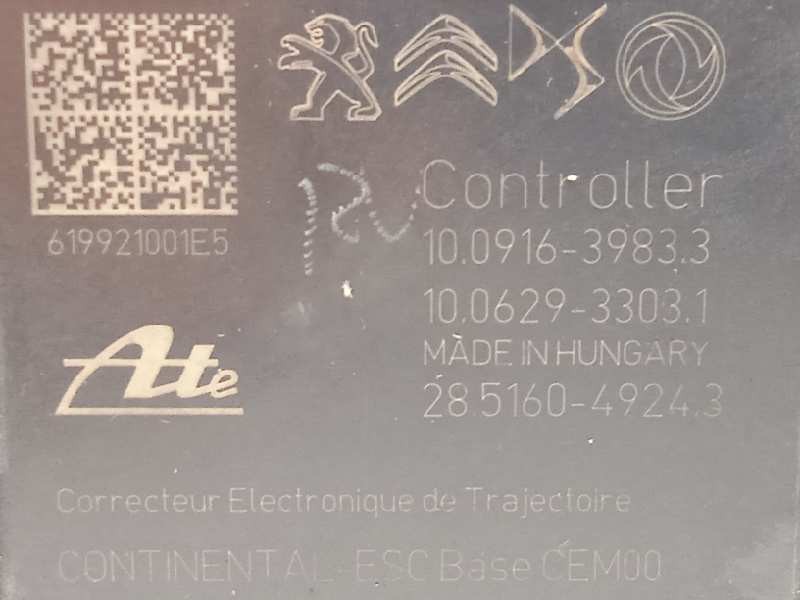 Controller
619921001E5
10.0916-3983.3
10.0629-3303.1
MADE IN HUNGARY
28.5160-4924.3
Ate
Correcteur Electronique de Trajectoire
CONTINENTAL-ESC Base CEM00